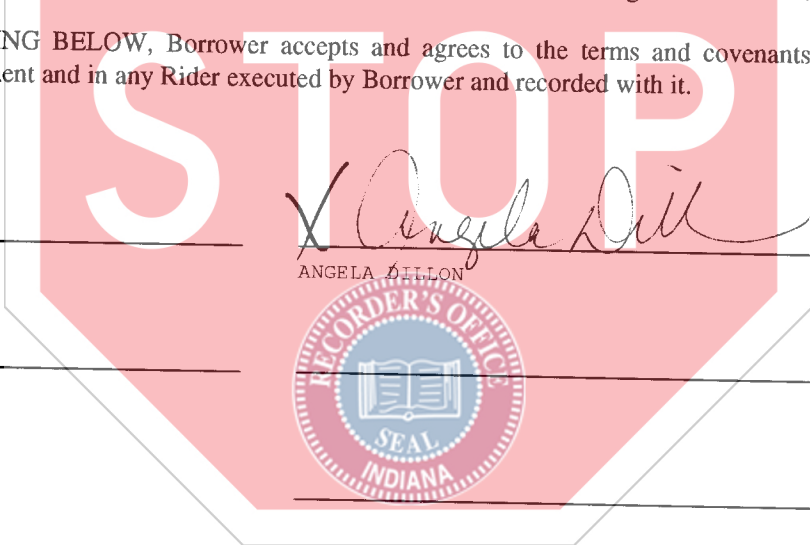 NG BELOW, Borrower accepts and agrees to the terms and covenants
ent and in any Rider executed by Borrower and recorded with it.
STOP
X Angela Dill
ANGELA DILLON
RECORDER'S OFFICE
SEAL
INDIANA